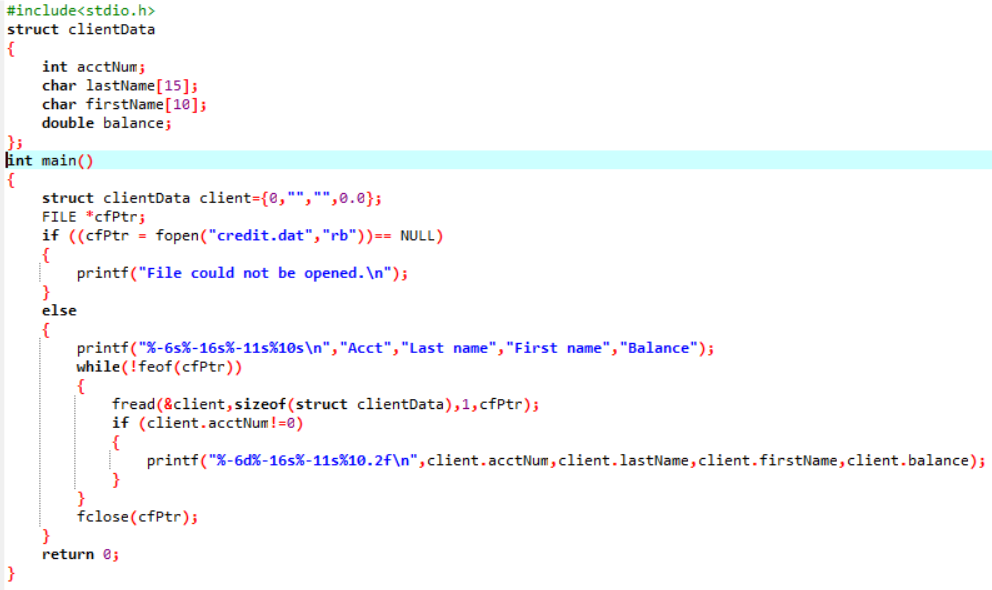 #include<stdio.h>
struct clientData
{
    int acctNum;
    char lastName[15];
    char firstName[10];
    double balance;
};
int main()
{
    struct clientData client={0,"","",0.0};
    FILE *cfPtr;
    if ((cfPtr = fopen("credit.dat","rb"))== NULL)
    {
        printf("File could not be opened.\n");
    }
    else
    {
        printf("%-6s%-16s%-11s%10s\n","Acct","Last name","First name","Balance");
        while(!feof(cfPtr))
        {
            fread(&client,sizeof(struct clientData),1,cfPtr);
            if (client.acctNum!=0)
            {
                printf("%-6d%-16s%-11s%10.2f\n",client.acctNum,client.lastName,client.firstName,client.balance);
            }
        }
        fclose(cfPtr);
    }
    return 0;
}